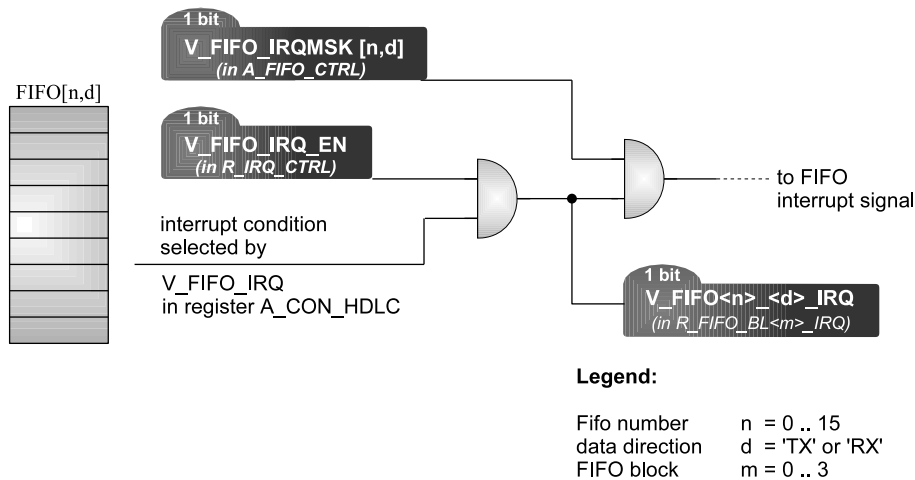 1 bit
V_FIFO_IRQMSK [n,d]
(in A_FIFO_CTRL)
FIFO[n,d]
1 bit
V_FIFO_IRQ_EN
(in R_IRQ_CTRL)
to FIFO
interrupt signal
interrupt condition
selected by
V_FIFO_IRQ
in register A_CON_HDLC
1 bit
V_FIFO<n>_<d>_IRQ
(in R_FIFO_BL<m>_IRQ)
Legend:
Fifo number n = 0 .. 15
data direction d = 'TX' or 'RX'
FIFO block m = 0 .. 3